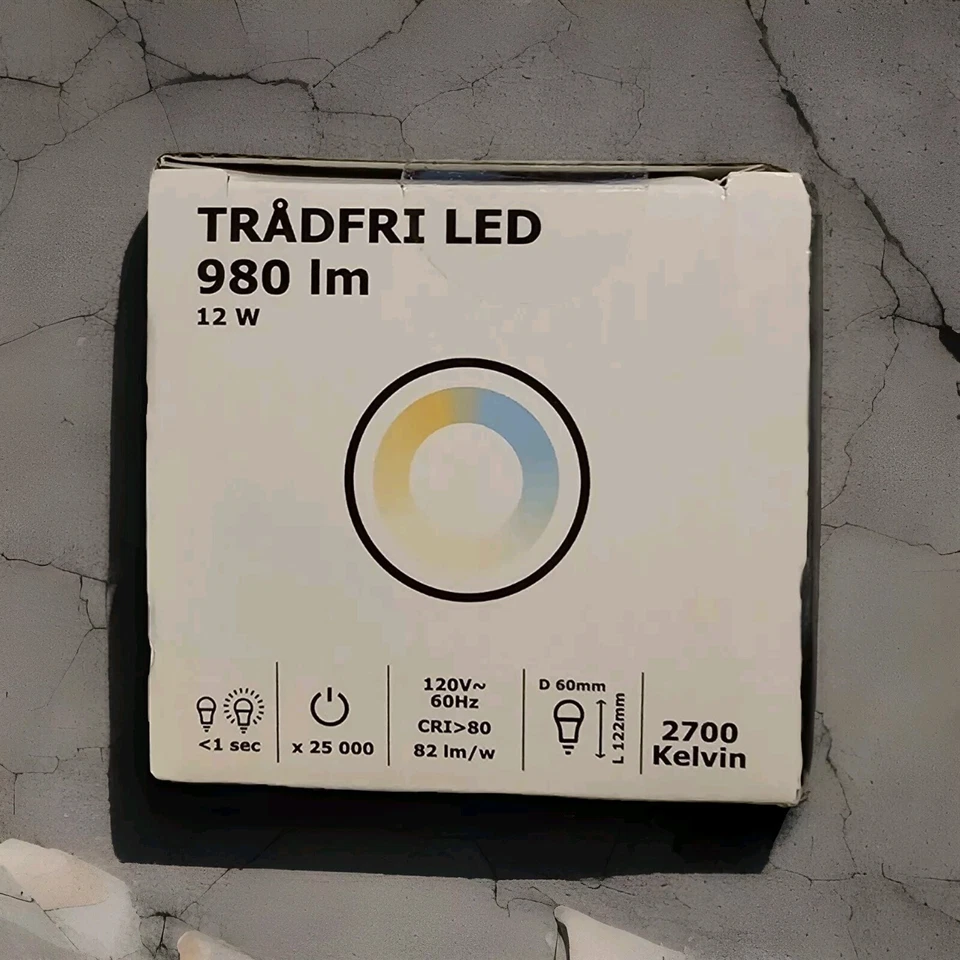 TRÅDFRI LED
980 lm
12 W
<1 sec
x 25 000
120V~
60Hz
CRI>80
82 lm/w
D 60mm
L 122mm
2700
Kelvin